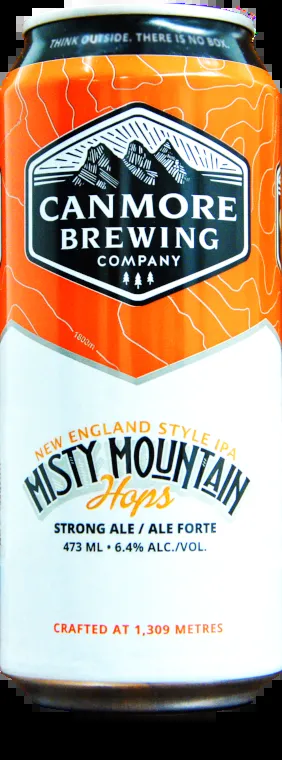 THINK OUTSIDE. THERE IS NO BOX.
CANMORE
BREWING
COMPANY
1800m
NEW ENGLAND STYLE IPA
MISTY MOUNTAIN
Hops
STRONG ALE / ALE FORTE
473 ML • 6.4% ALC./VOL.
CRAFTED AT 1,309 METRES